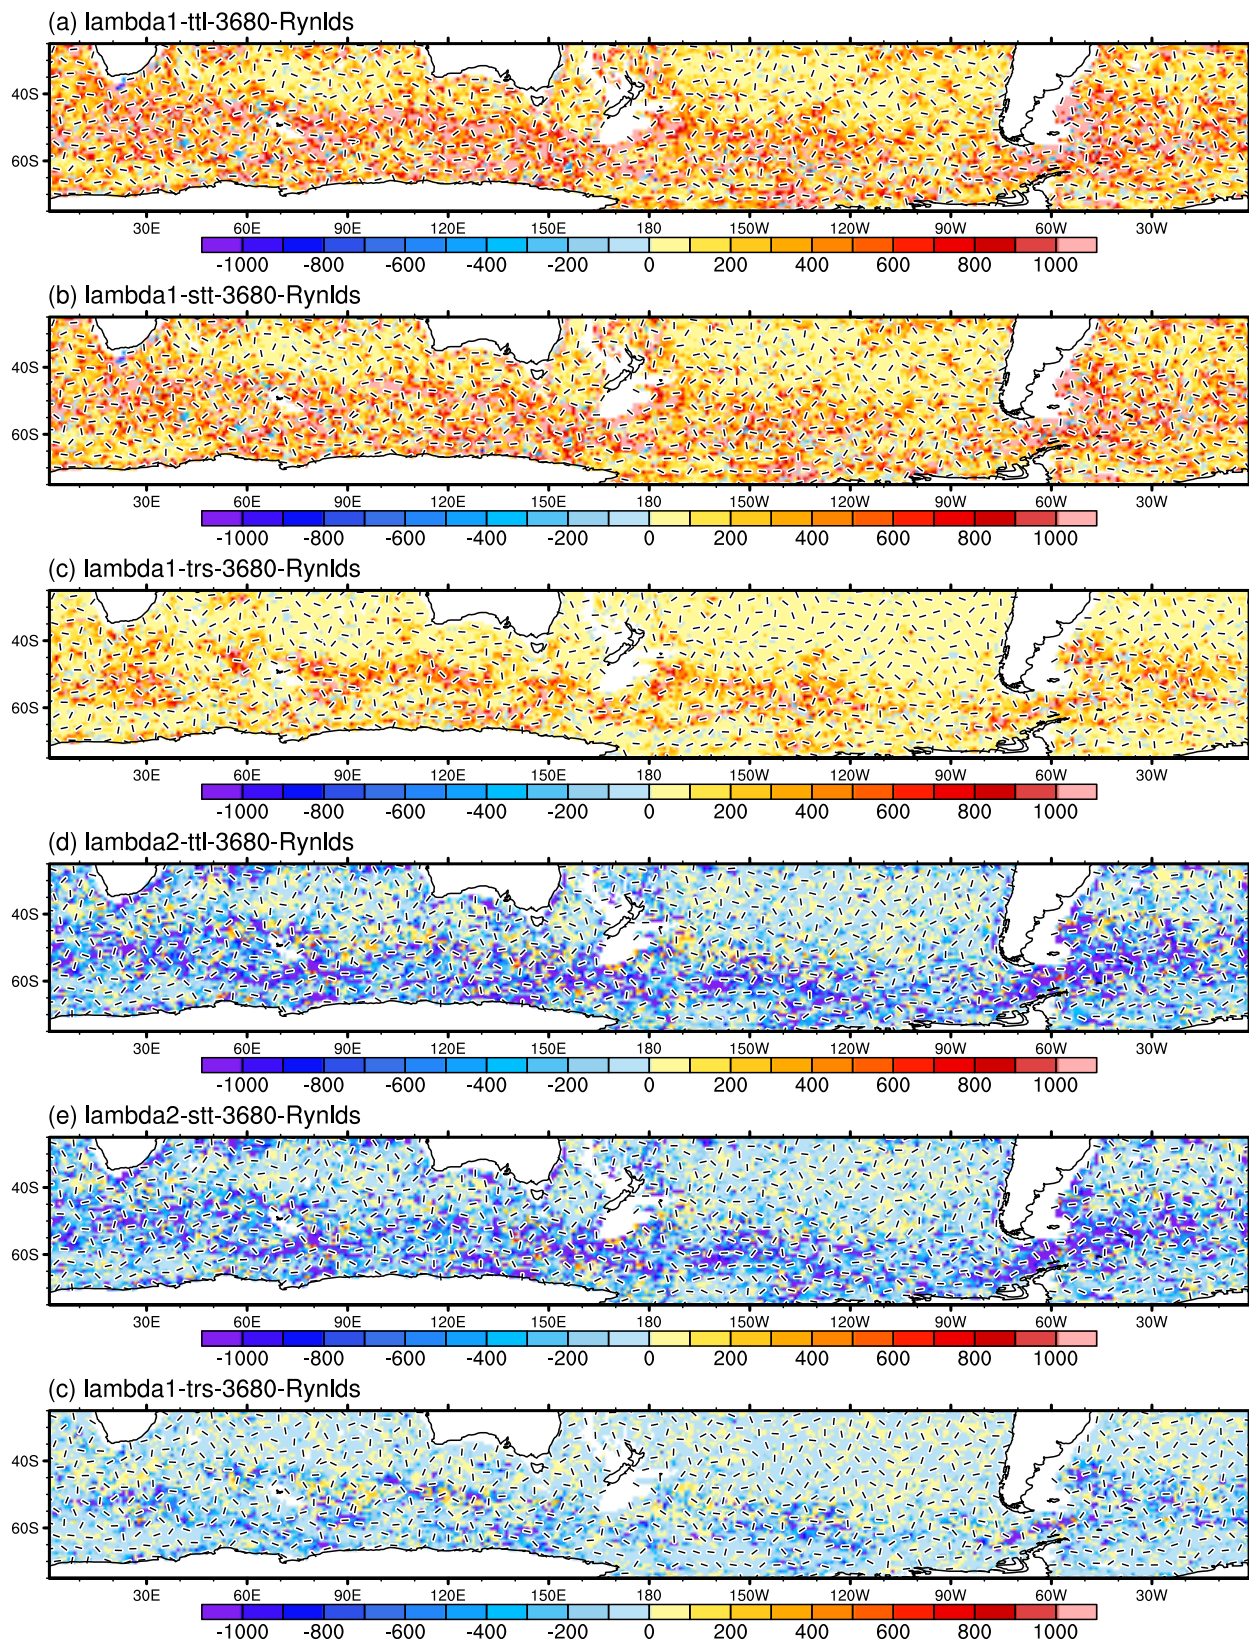 (a) lambda1-ttl-3680-Rynlds
40S
60S
30E 60E 90E 120E 150E 180 150W 120W 90W 60W 30W
-1000 -800 -600 -400 -200 0 200 400 600 800 1000
(b) lambda1-stt-3680-Rynlds
40S
60S
30E 60E 90E 120E 150E 180 150W 120W 90W 60W 30W
-1000 -800 -600 -400 -200 0 200 400 600 800 1000
(c) lambda1-trs-3680-Rynlds
40S
60S
30E 60E 90E 120E 150E 180 150W 120W 90W 60W 30W
-1000 -800 -600 -400 -200 0 200 400 600 800 1000
(d) lambda2-ttl-3680-Rynlds
40S
60S
30E 60E 90E 120E 150E 180 150W 120W 90W 60W 30W
-1000 -800 -600 -400 -200 0 200 400 600 800 1000
(e) lambda2-stt-3680-Rynlds
40S
60S
30E 60E 90E 120E 150E 180 150W 120W 90W 60W 30W
-1000 -800 -600 -400 -200 0 200 400 600 800 1000
(c) lambda1-trs-3680-Rynlds
40S
60S
30E 60E 90E 120E 150E 180 150W 120W 90W 60W 30W
-1000 -800 -600 -400 -200 0 200 400 600 800 1000